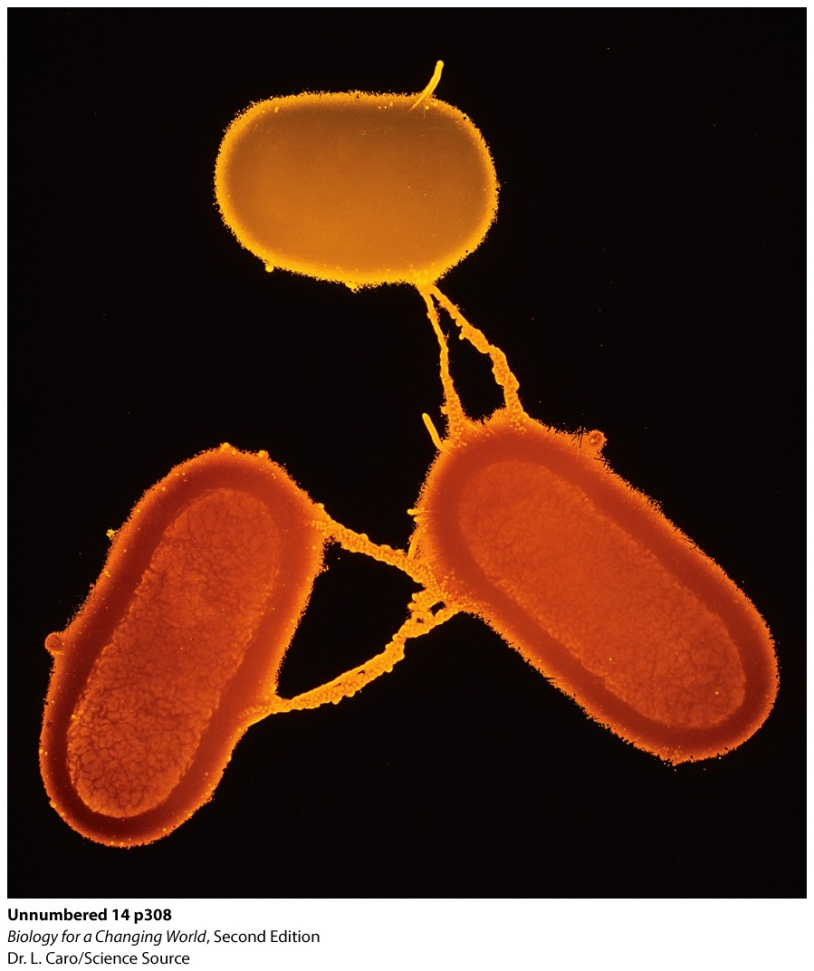 Unnumbered 14 p308
Biology for a Changing World, Second Edition
Dr. L. Caro/Science Source